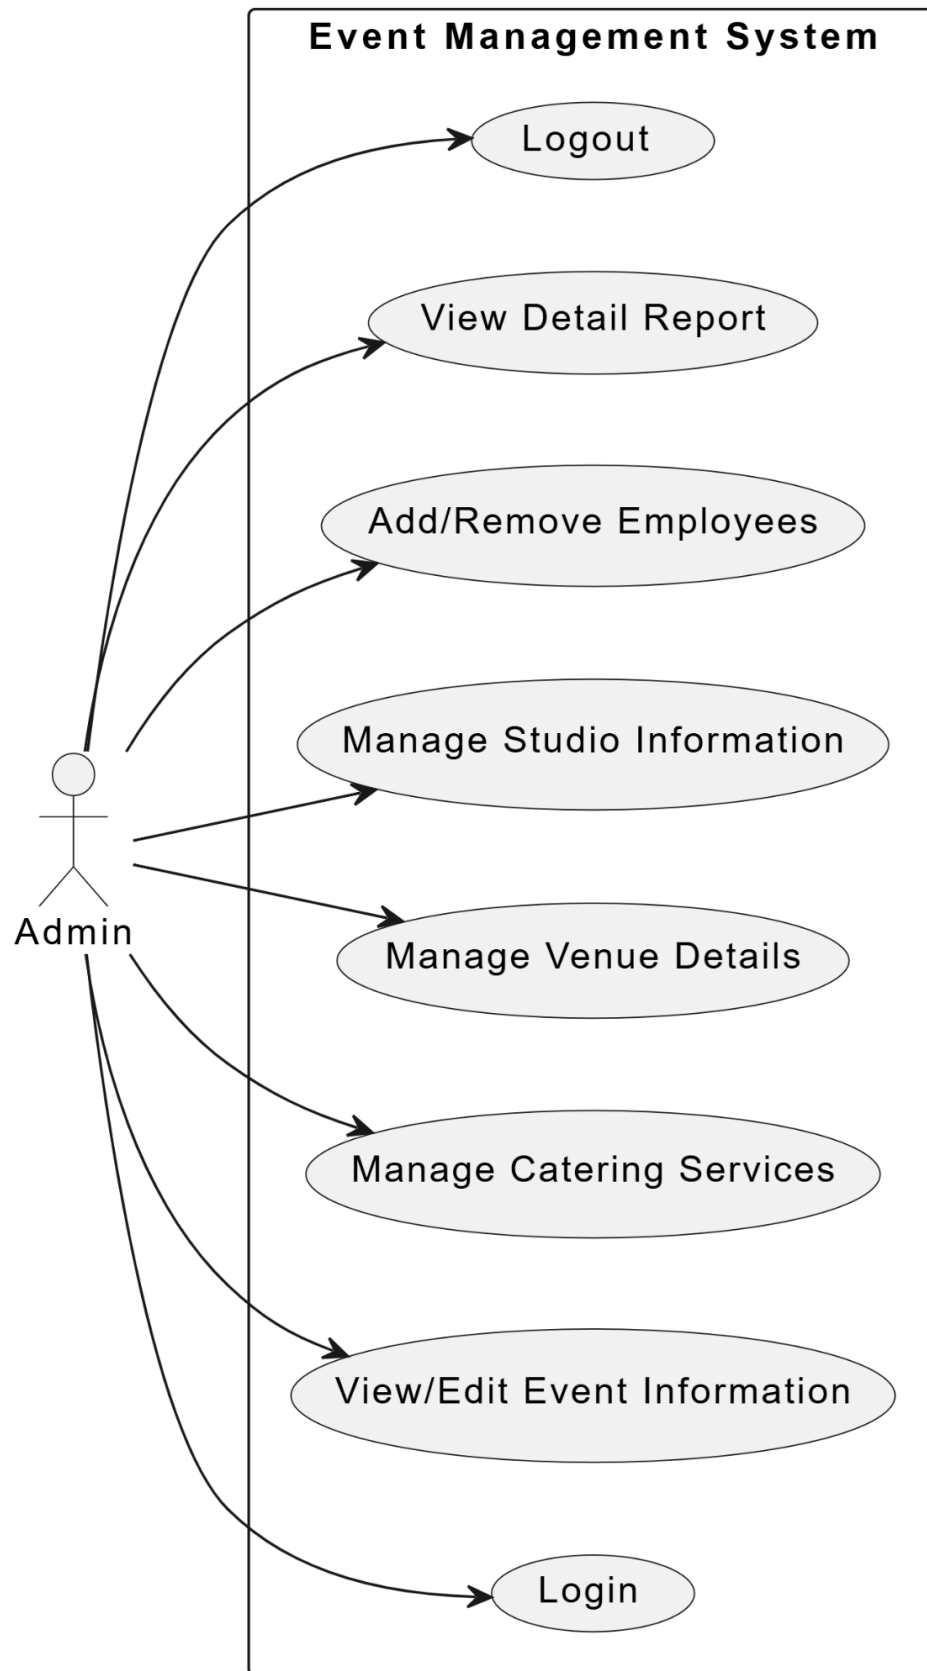 Event Management System
Logout
View Detail Report
Add/Remove Employees
Manage Studio Information
Admin
Manage Venue Details
Manage Catering Services
View/Edit Event Information
Login